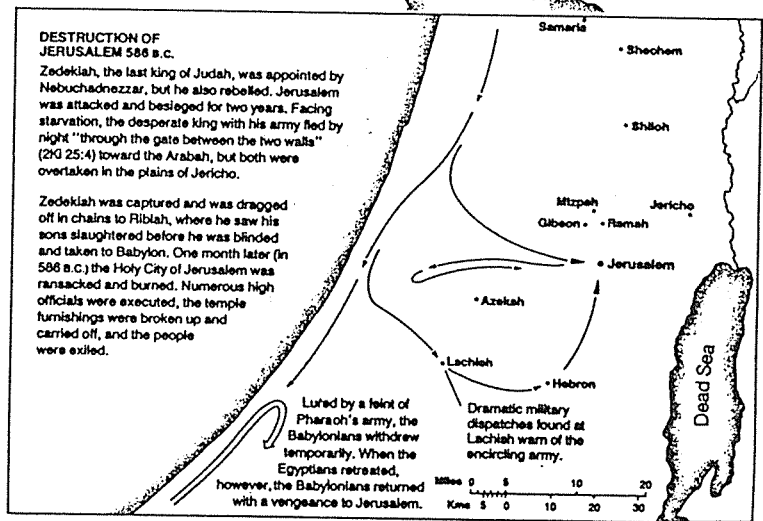 DESTRUCTION OF
JERUSALEM 586 B.C.
Zedekiah, the last king of Judah, was appointed by
Nebuchadnezzar, but he also rebelled. Jerusalem
was attacked and besieged for two years. Facing
starvation, the desperate king with his army fled by
night "through the gate between the two walls"
(2Ki 25:4) toward the Arabah, but both were
overtaken in the plains of Jericho.
Zedekiah was captured and was dragged
off in chains to Riblah, where he saw his
sons slaughtered before he was blinded
and taken to Babylon. One month later (in
586 B.C.) the Holy City of Jerusalem was
ransacked and burned. Numerous high
officials were executed, the temple
furnishings were broken up and
carried off, and the people
were exiled.
Samaria
Shechem
Shiloh
Mizpah
Jericho
Gibeon
Ramah
Jerusalem
Azekah
Lachish
Hebron
Dead Sea
Lured by a feint of
Pharaoh's army, the
Babylonians withdrew
temporarily. When the
Egyptians retreated,
however, the Babylonians returned
with a vengeance to Jerusalem.
Dramatic military
dispatches found at
Lachish warn of the
encircling army.
Miles 0 5 10 20
Kms 5 0 10 20 30